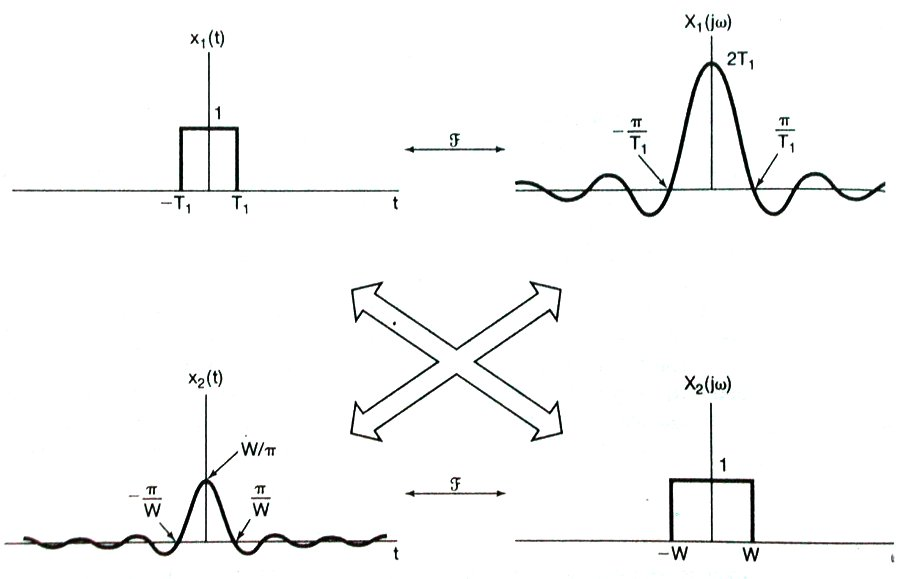 x₁(t)
1
-T₁
T₁
t
ℱ
X₁(jω)
2T₁
-π/T₁
π/T₁
x₂(t)
W/π
-π/W
π/W
t
ℱ
X₂(jω)
1
-W
W